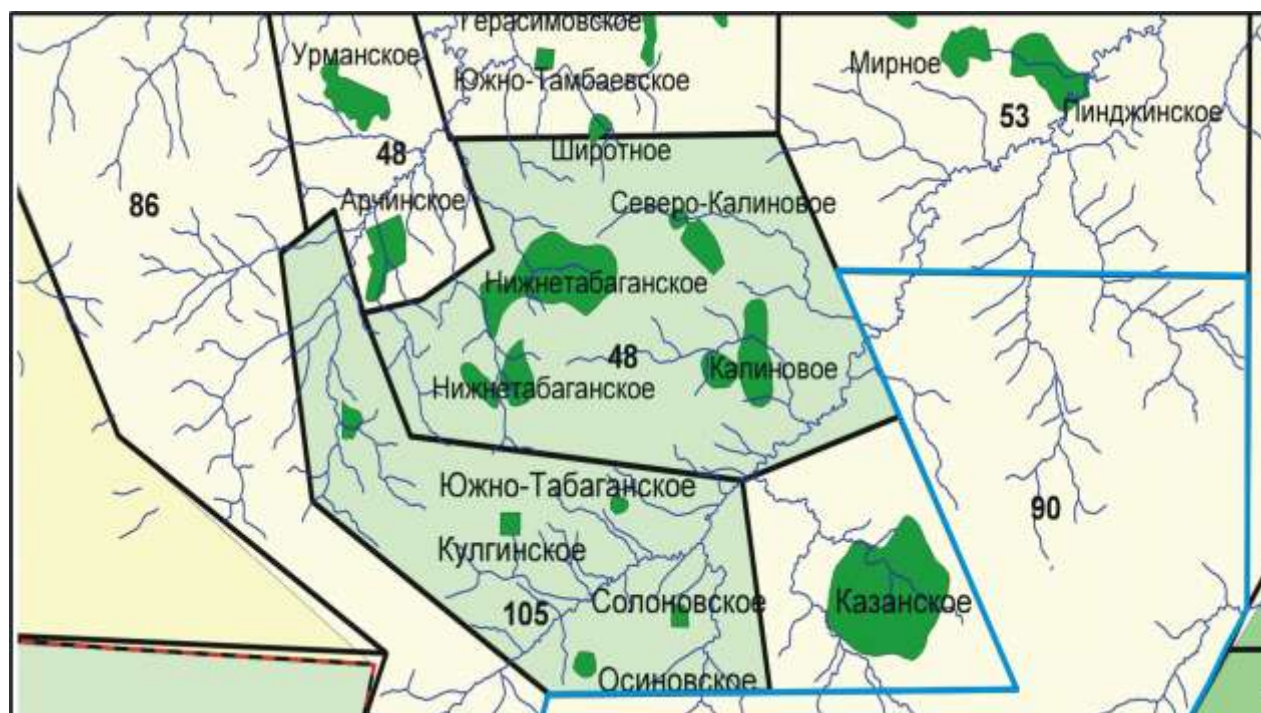 Герасимовское
Урманское
Мирное
Южно-Тамбаевское
Пинджинское
53
48
Широтное
86
Арчинское
Северо-Калиновое
Нижнетабаганское
48
Калиновое
Нижнетабаганское
Южно-Табаганское
90
Кулгинское
105
Солоновское
Казанское
Осиновское